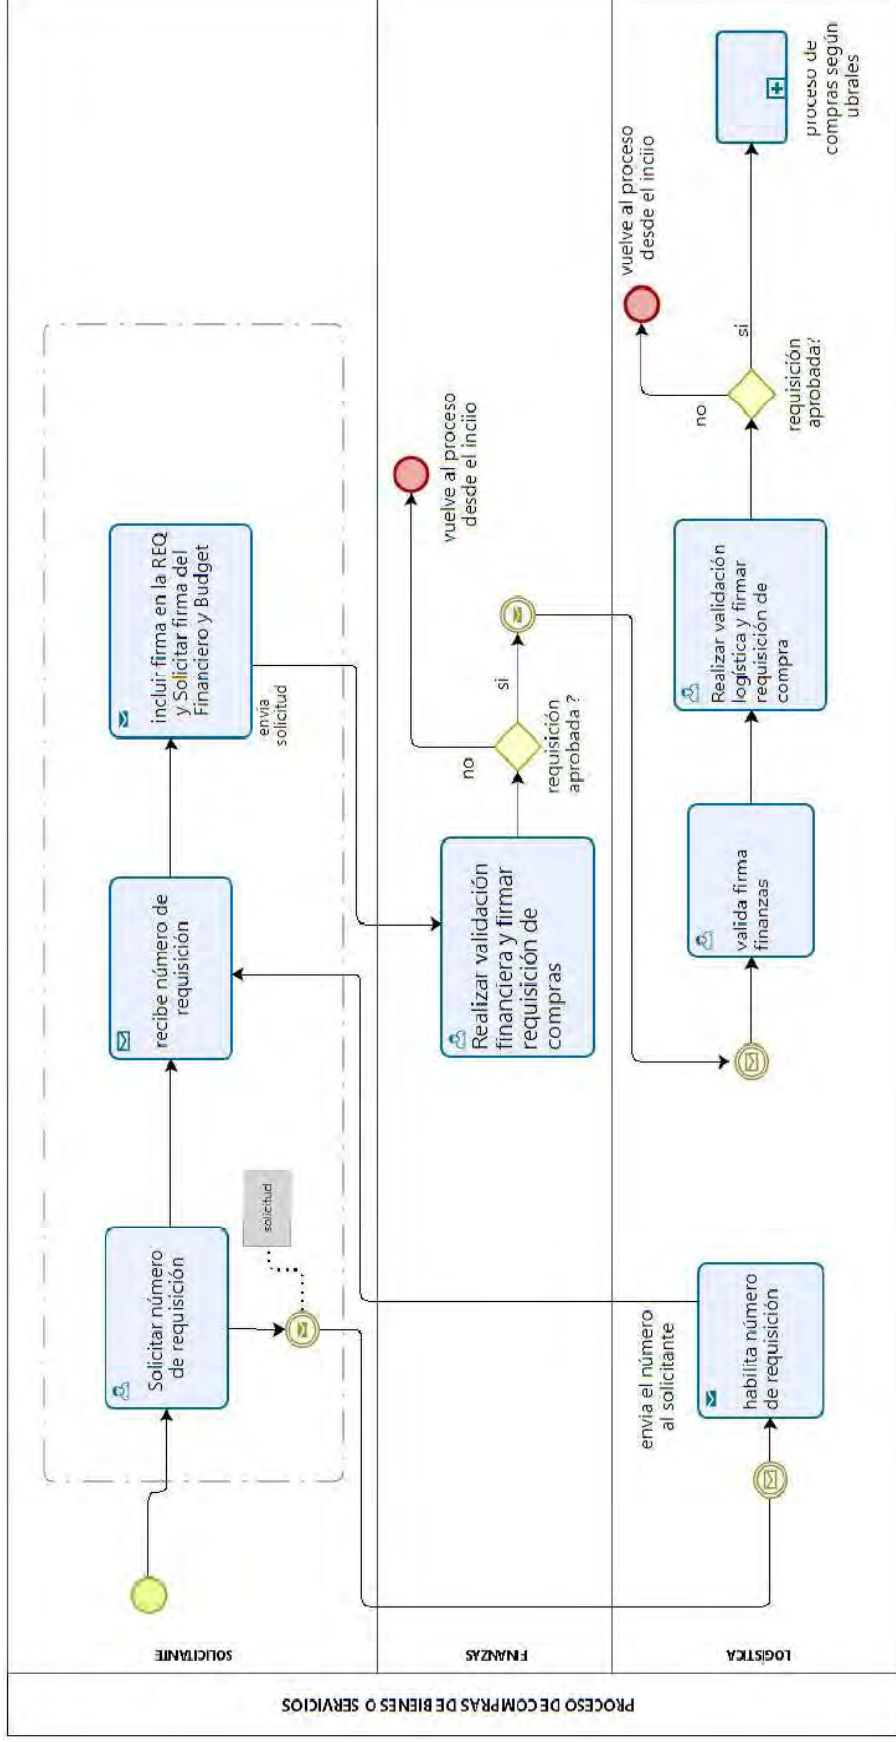 PROCESO DE COMPRAS DE BIENES O SERVICIOS
SOLICITANTE
Solicitar número
de requisición
solicitud
recibe número de
requisición
incluir firma en la REQ
y Solicitar firma del
Financiero y Budget
envia
solicitud
FINANZAS
Realizar validación
financiera y firmar
requisición de
compras
requisición
aprobada ?
no
si
vuelve al proceso
desde el inciio
LOGÍSTICA
habilita número
de requisición
envia el número
al solicitante
valida firma
finanzas
Realizar validación
logística y firmar
requisición de
compra
requisición
aprobada?
no
si
vuelve al proceso
desde el inciio
proceso de
compras según
ubrales